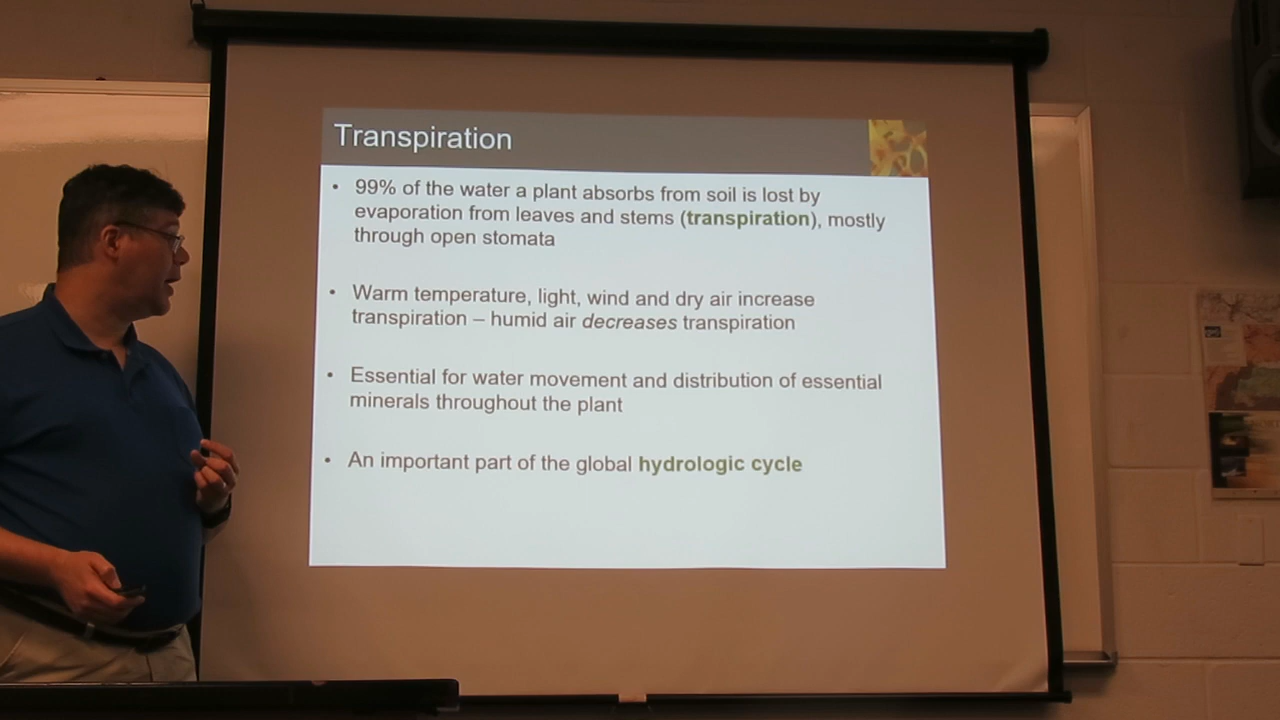 Transpiration
• 99% of the water a plant absorbs from soil is lost by
evaporation from leaves and stems (transpiration), mostly
through open stomata
• Warm temperature, light, wind and dry air increase
transpiration – humid air decreases transpiration
• Essential for water movement and distribution of essential
minerals throughout the plant
• An important part of the global hydrologic cycle